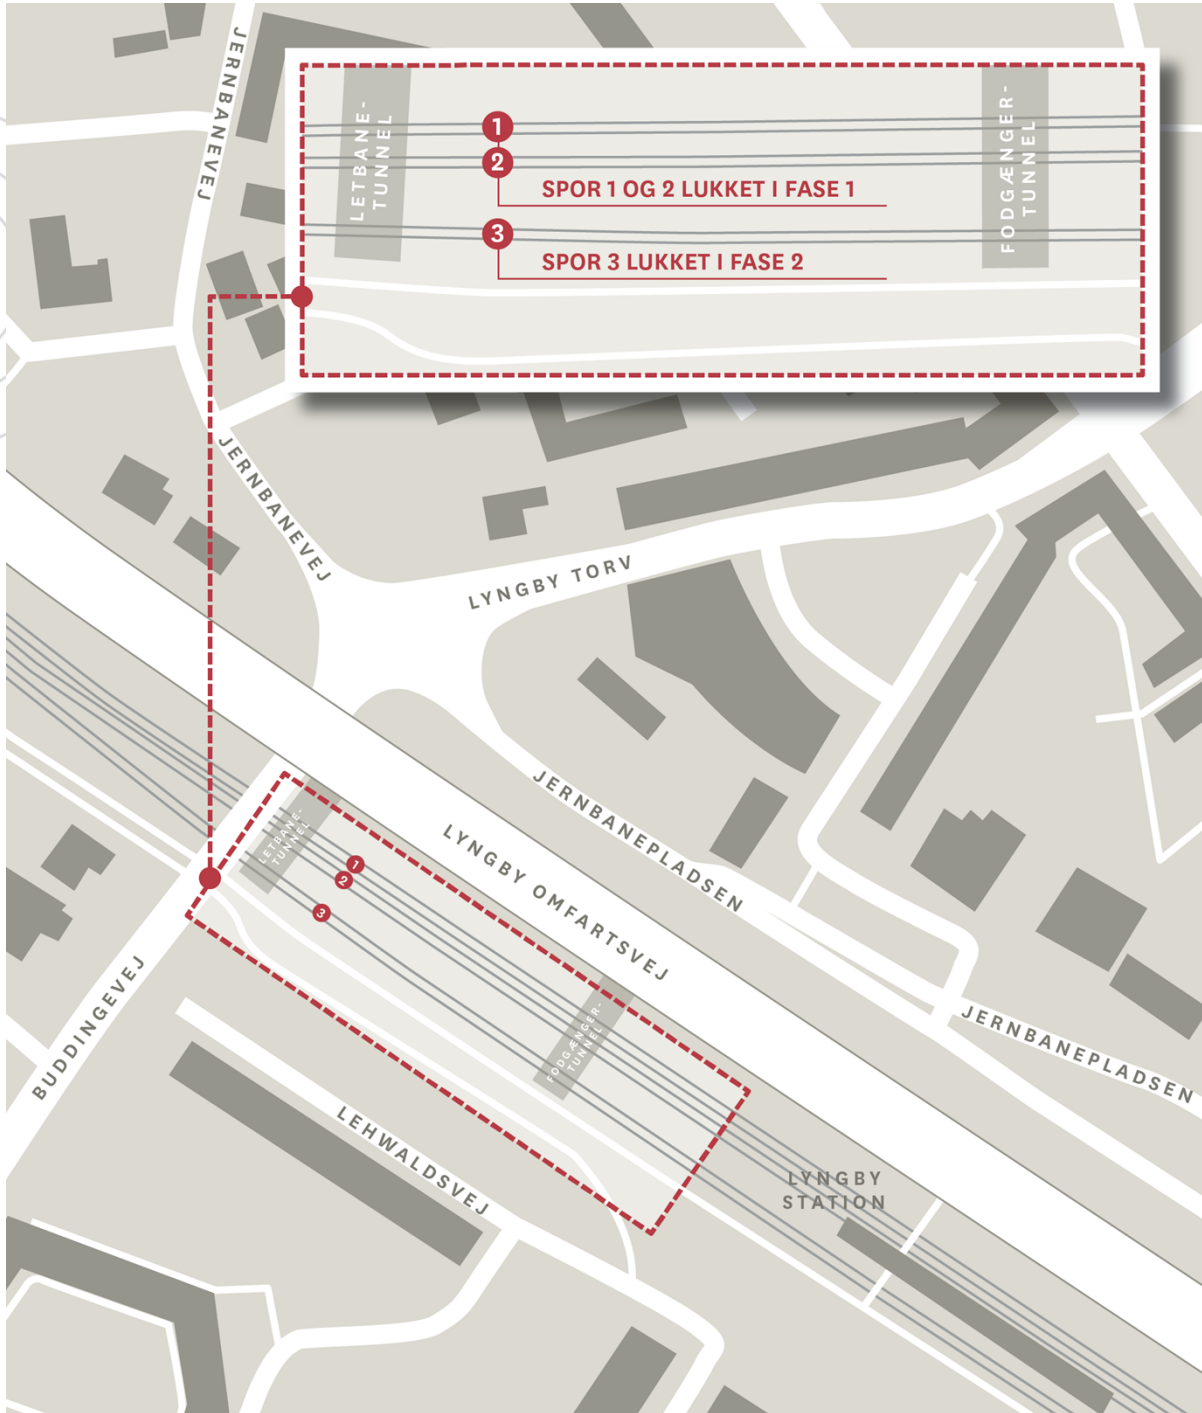 JERNBANEVEJ
LETBANE-
TUNNEL
FODGÆNGER-
TUNNEL
1
2
SPOR 1 OG 2 LUKKET I FASE 1
3
SPOR 3 LUKKET I FASE 2
JERNBANEVEJ
LYNGBY TORV
JERNBANEPLADSEN
LETBANE-
TUNNEL
1
2
3
LYNGBY OMFARTSVEJ
FODGÆNGER-
TUNNEL
BUDDINGEVEJ
JERNBANEPLADSEN
LEHWALDSVEJ
LYNGBY
STATION